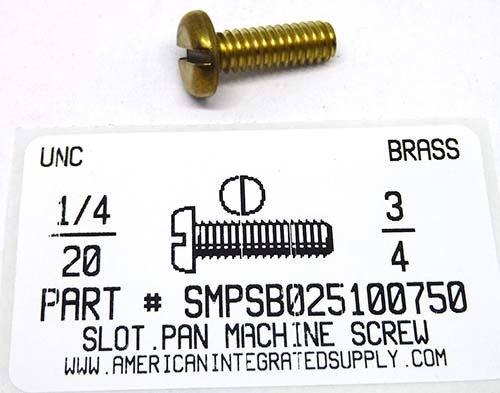 UNC BRASS
1/4 3
20 4
PART # SMPSB025100750
SLOT.PAN MACHINE SCREW
WWW.AMERICANINTEGRATEDSUPPLY.COM